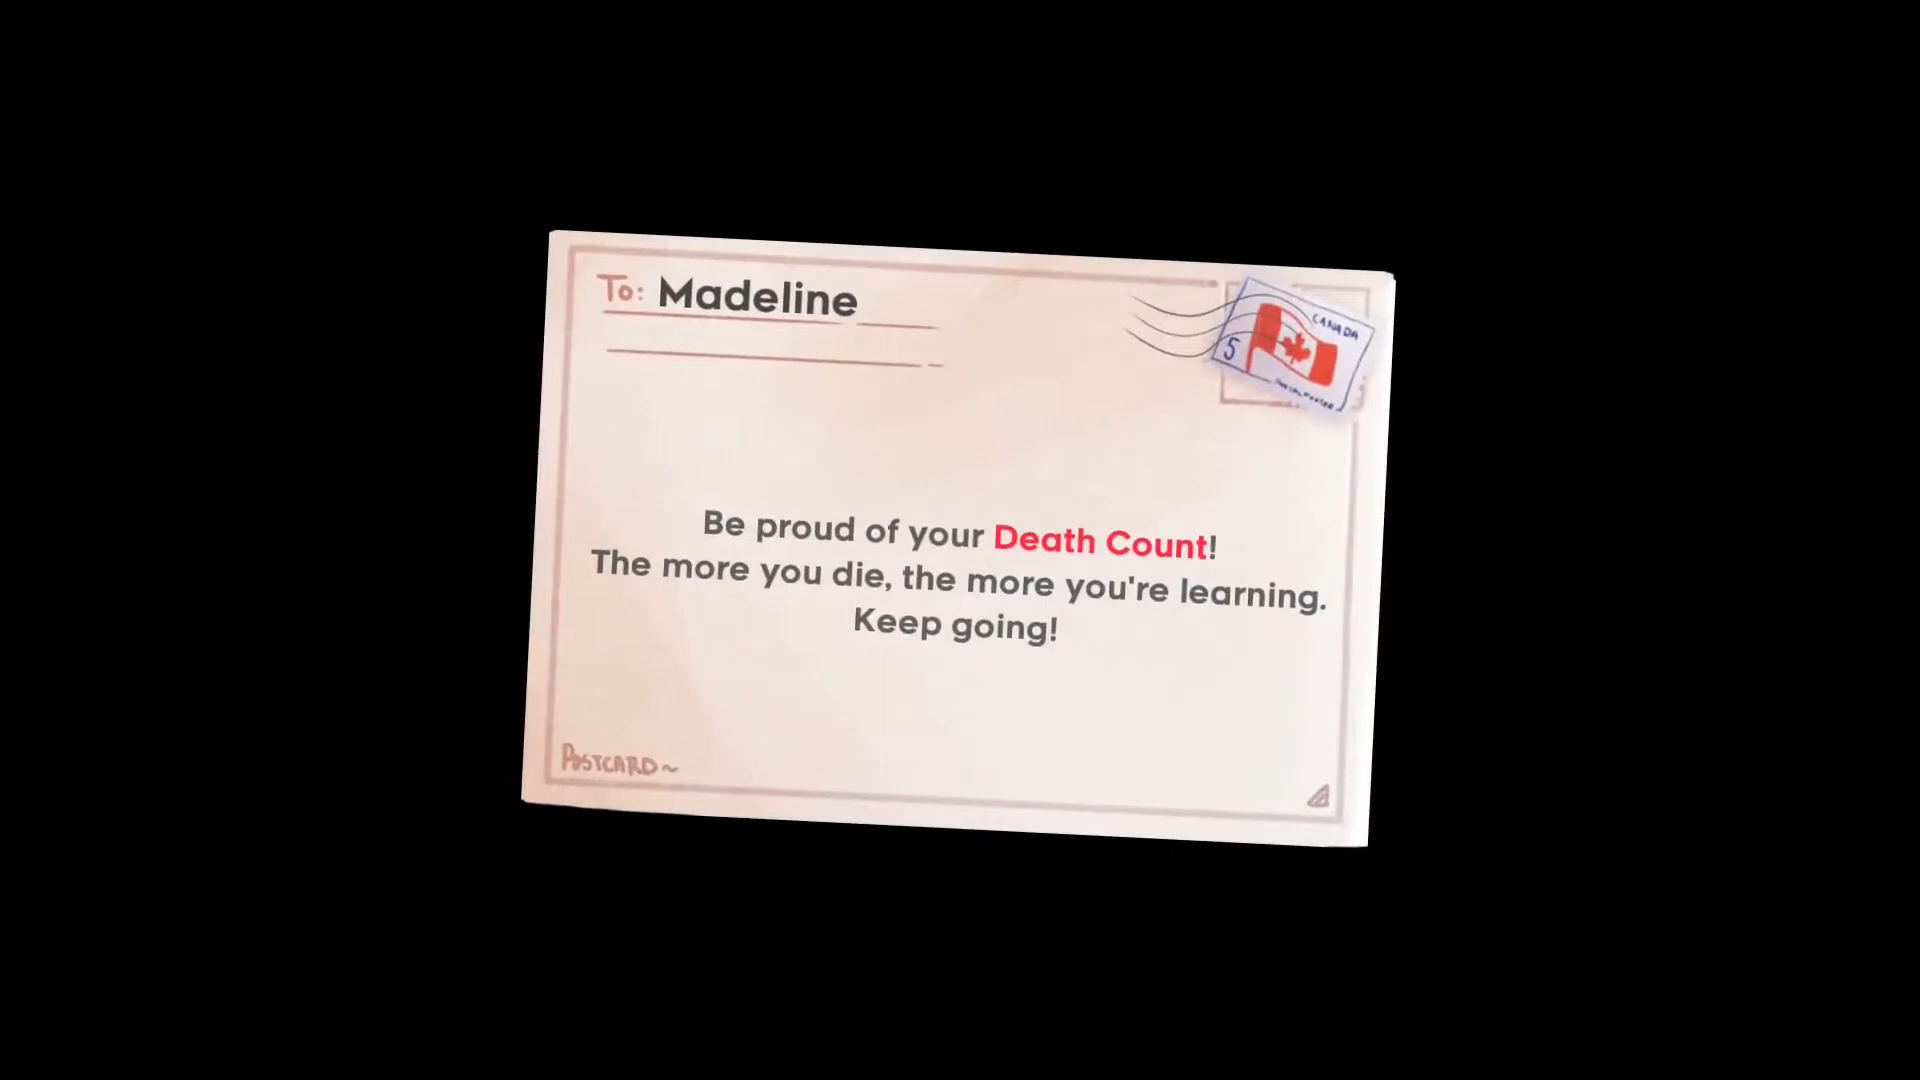 To: Madeline
CANADA
5
Be proud of your Death Count!
The more you die, the more you're learning.
Keep going!
POSTCARD~